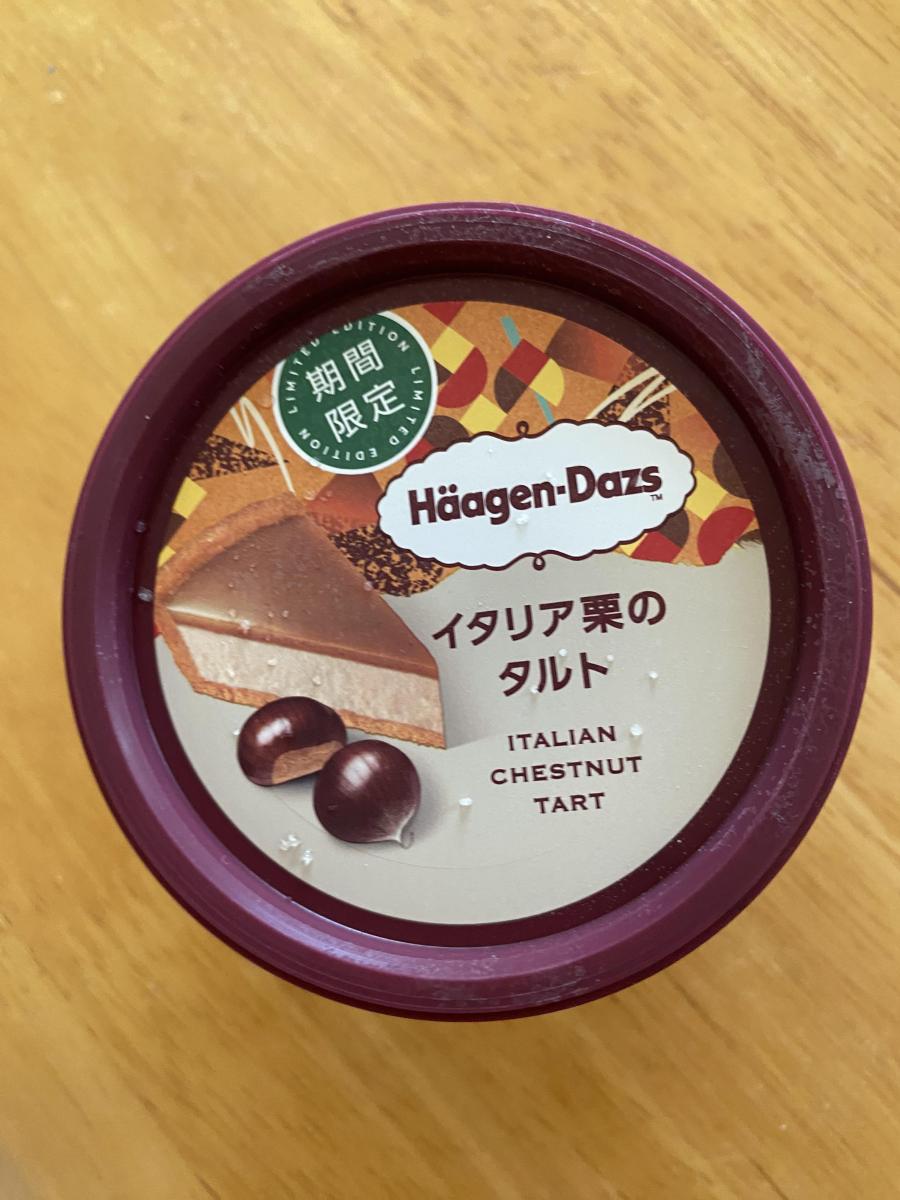 LIMITED EDITION
期間
限定
LIMITED EDITION
Häagen-Dazs
TM
イタリア栗の
タルト
ITALIAN
CHESTNUT
TART